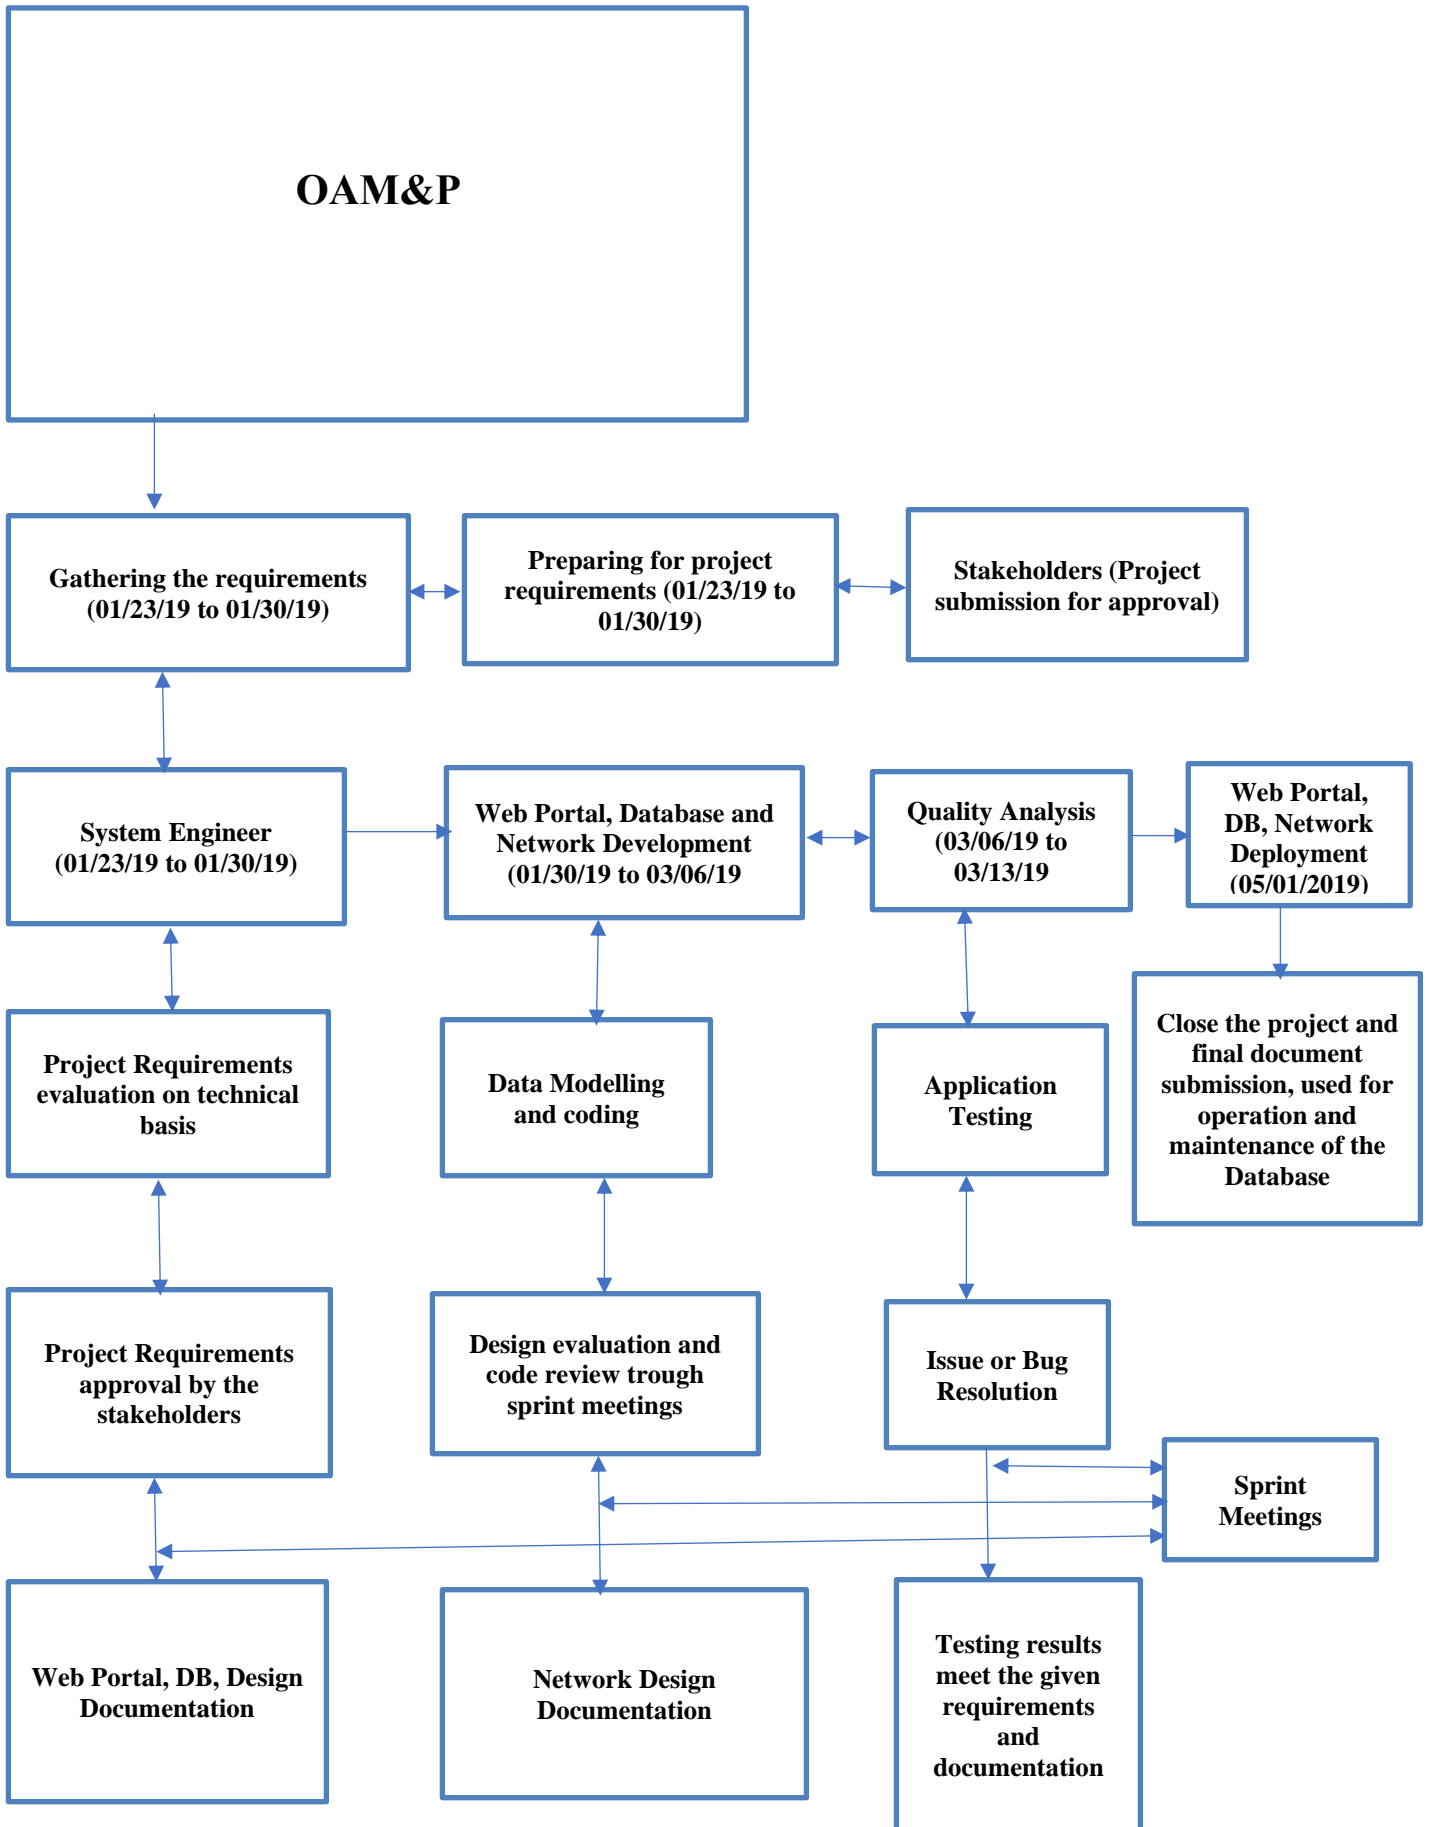 OAM&P
Gathering the requirements
(01/23/19 to 01/30/19)
Preparing for project
requirements (01/23/19 to
01/30/19)
Stakeholders (Project
submission for approval)
System Engineer
(01/23/19 to 01/30/19)
Web Portal, Database and
Network Development
(01/30/19 to 03/06/19
Quality Analysis
(03/06/19 to
03/13/19
Web Portal,
DB, Network
Deployment
(05/01/2019)
Project Requirements
evaluation on technical
basis
Data Modelling
and coding
Application
Testing
Close the project and
final document
submission, used for
operation and
maintenance of the
Database
Project Requirements
approval by the
stakeholders
Design evaluation and
code review trough
sprint meetings
Issue or Bug
Resolution
Sprint
Meetings
Web Portal, DB, Design
Documentation
Network Design
Documentation
Testing results
meet the given
requirements
and
documentation